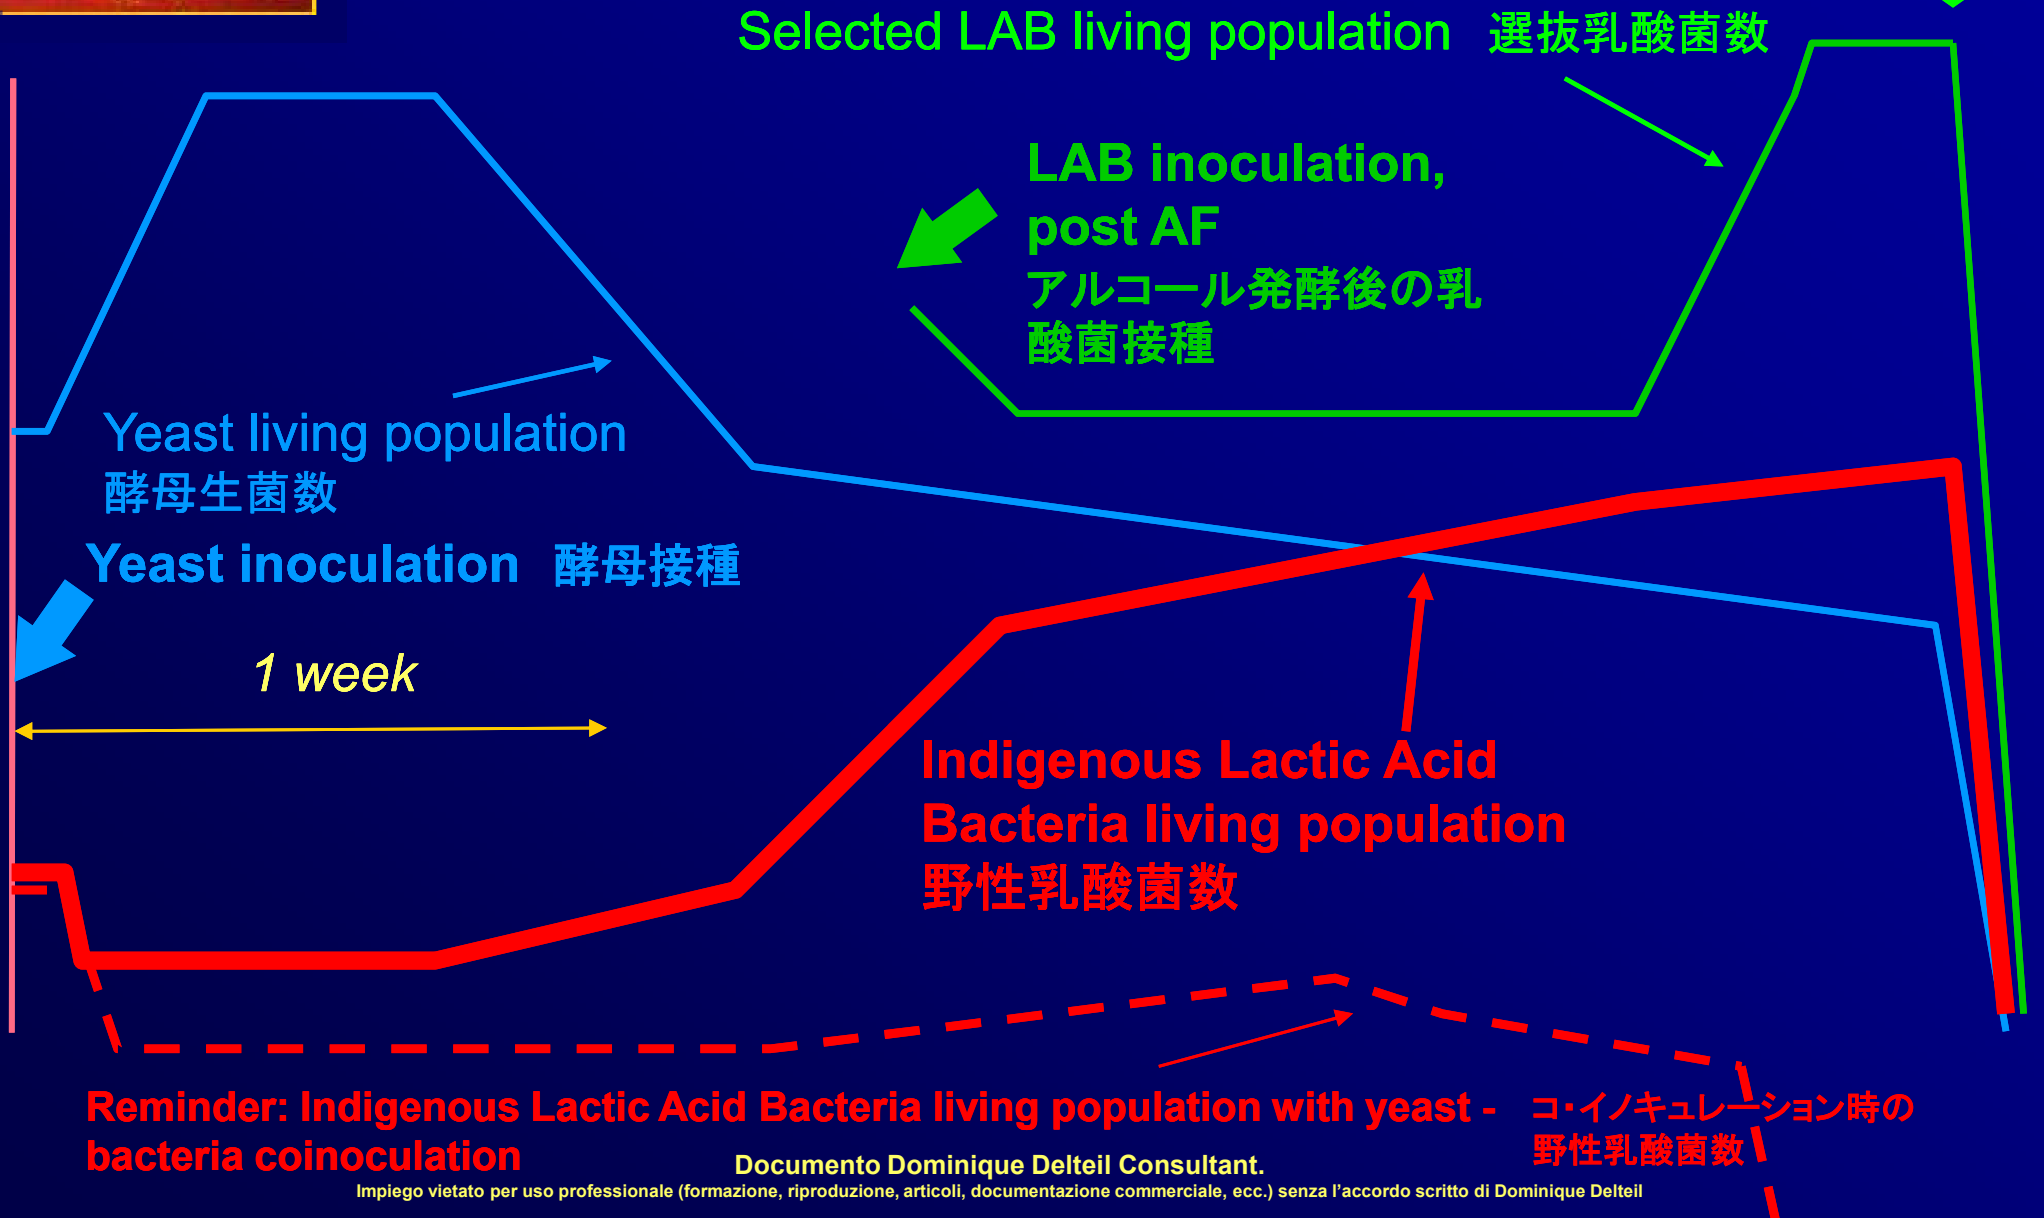 Selected LAB living population 選抜乳酸菌数
LAB inoculation,
post AF
アルコール発酵後の乳
酸菌接種
Yeast living population
酵母生菌数
Yeast inoculation 酵母接種
1 week
Indigenous Lactic Acid
Bacteria living population
野性乳酸菌数
Reminder: Indigenous Lactic Acid Bacteria living population with yeast -
bacteria coinoculation
コ・イノキュレーション時の
野性乳酸菌数
Documento Dominique Delteil Consultant.
Impiego vietato per uso professionale (formazione, riproduzione, articoli, documentazione commerciale, ecc.) senza l'accordo scritto di Dominique Delteil